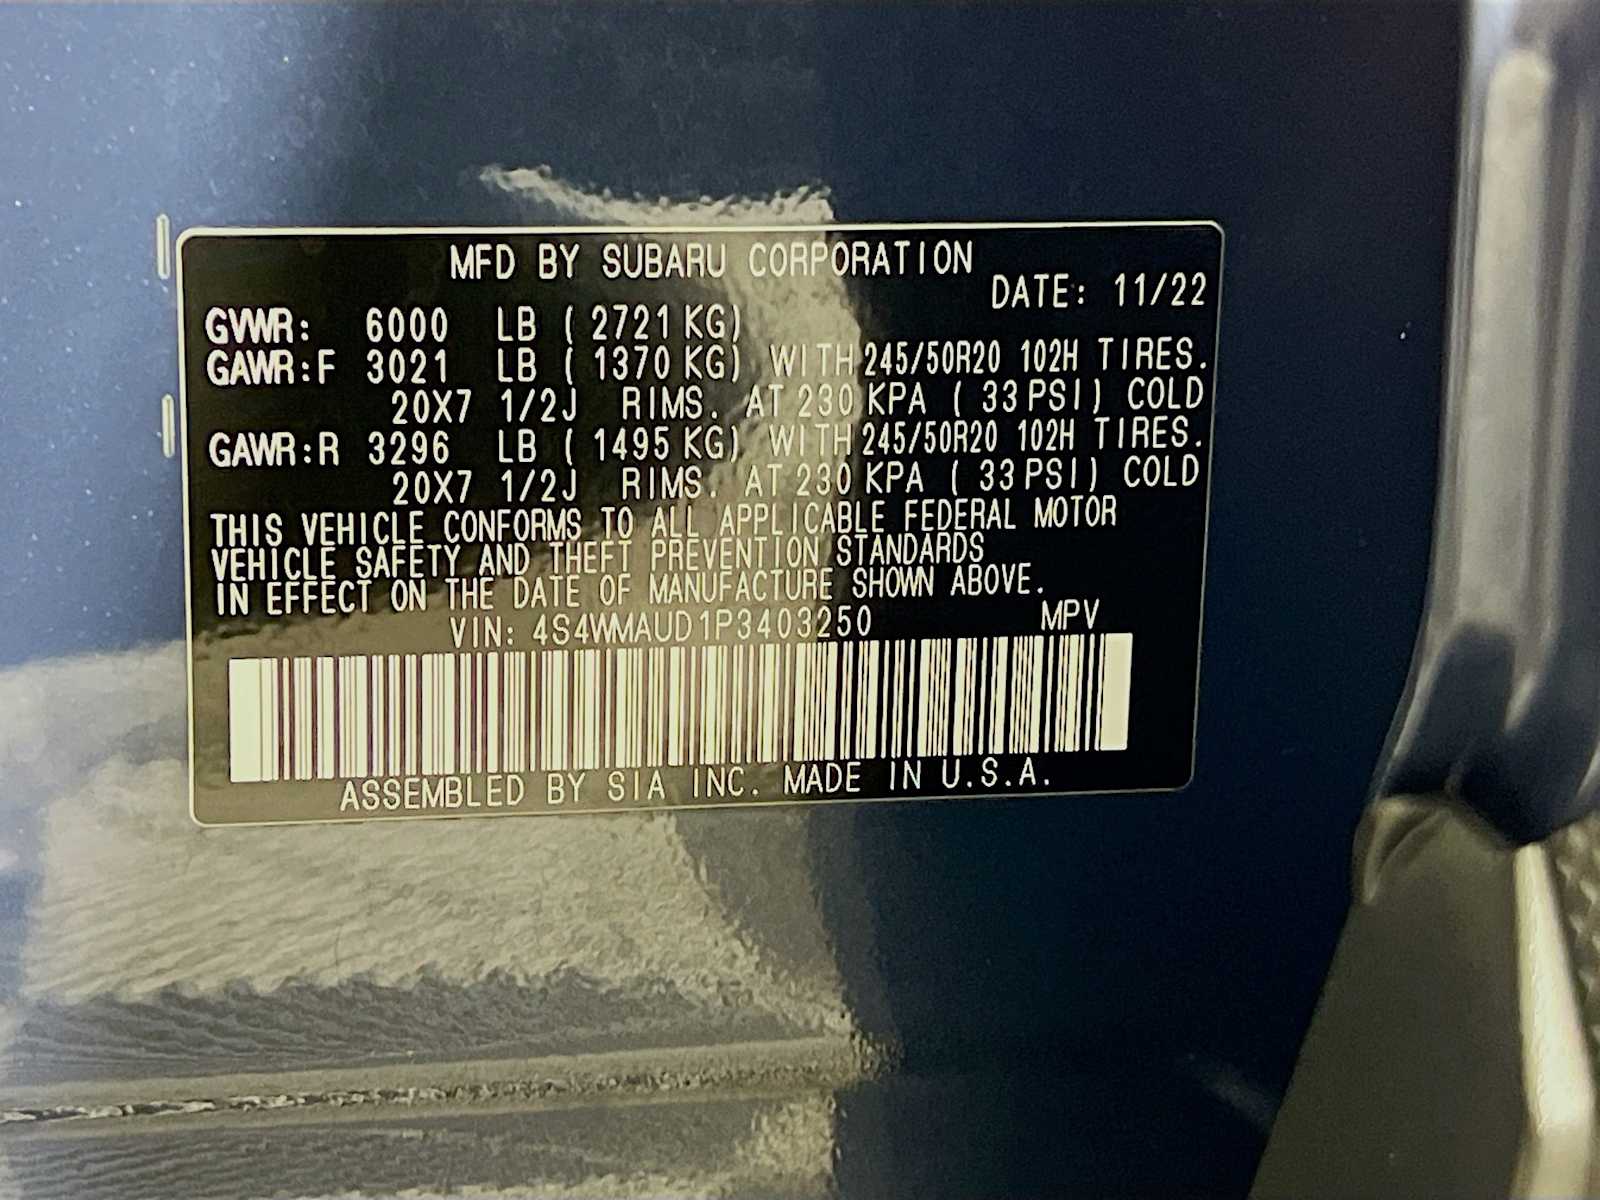 MFD BY SUBARU CORPORATION
DATE: 11/22
GVWR: 6000 LB ( 2721 KG)
GAWR:F 3021 LB ( 1370 KG) WITH 245/50R20 102H TIRES.
20X7 1/2J RIMS. AT 230 KPA ( 33 PSI) COLD
GAWR:R 3296 LB ( 1495 KG) WITH 245/50R20 102H TIRES.
20X7 1/2J RIMS. AT 230 KPA ( 33 PSI) COLD
THIS VEHICLE CONFORMS TO ALL APPLICABLE FEDERAL MOTOR
VEHICLE SAFETY AND THEFT PREVENTION STANDARDS
IN EFFECT ON THE DATE OF MANUFACTURE SHOWN ABOVE.
VIN: 4S4WMAUD1P3403250 MPV
ASSEMBLED BY SIA INC. MADE IN U.S.A.